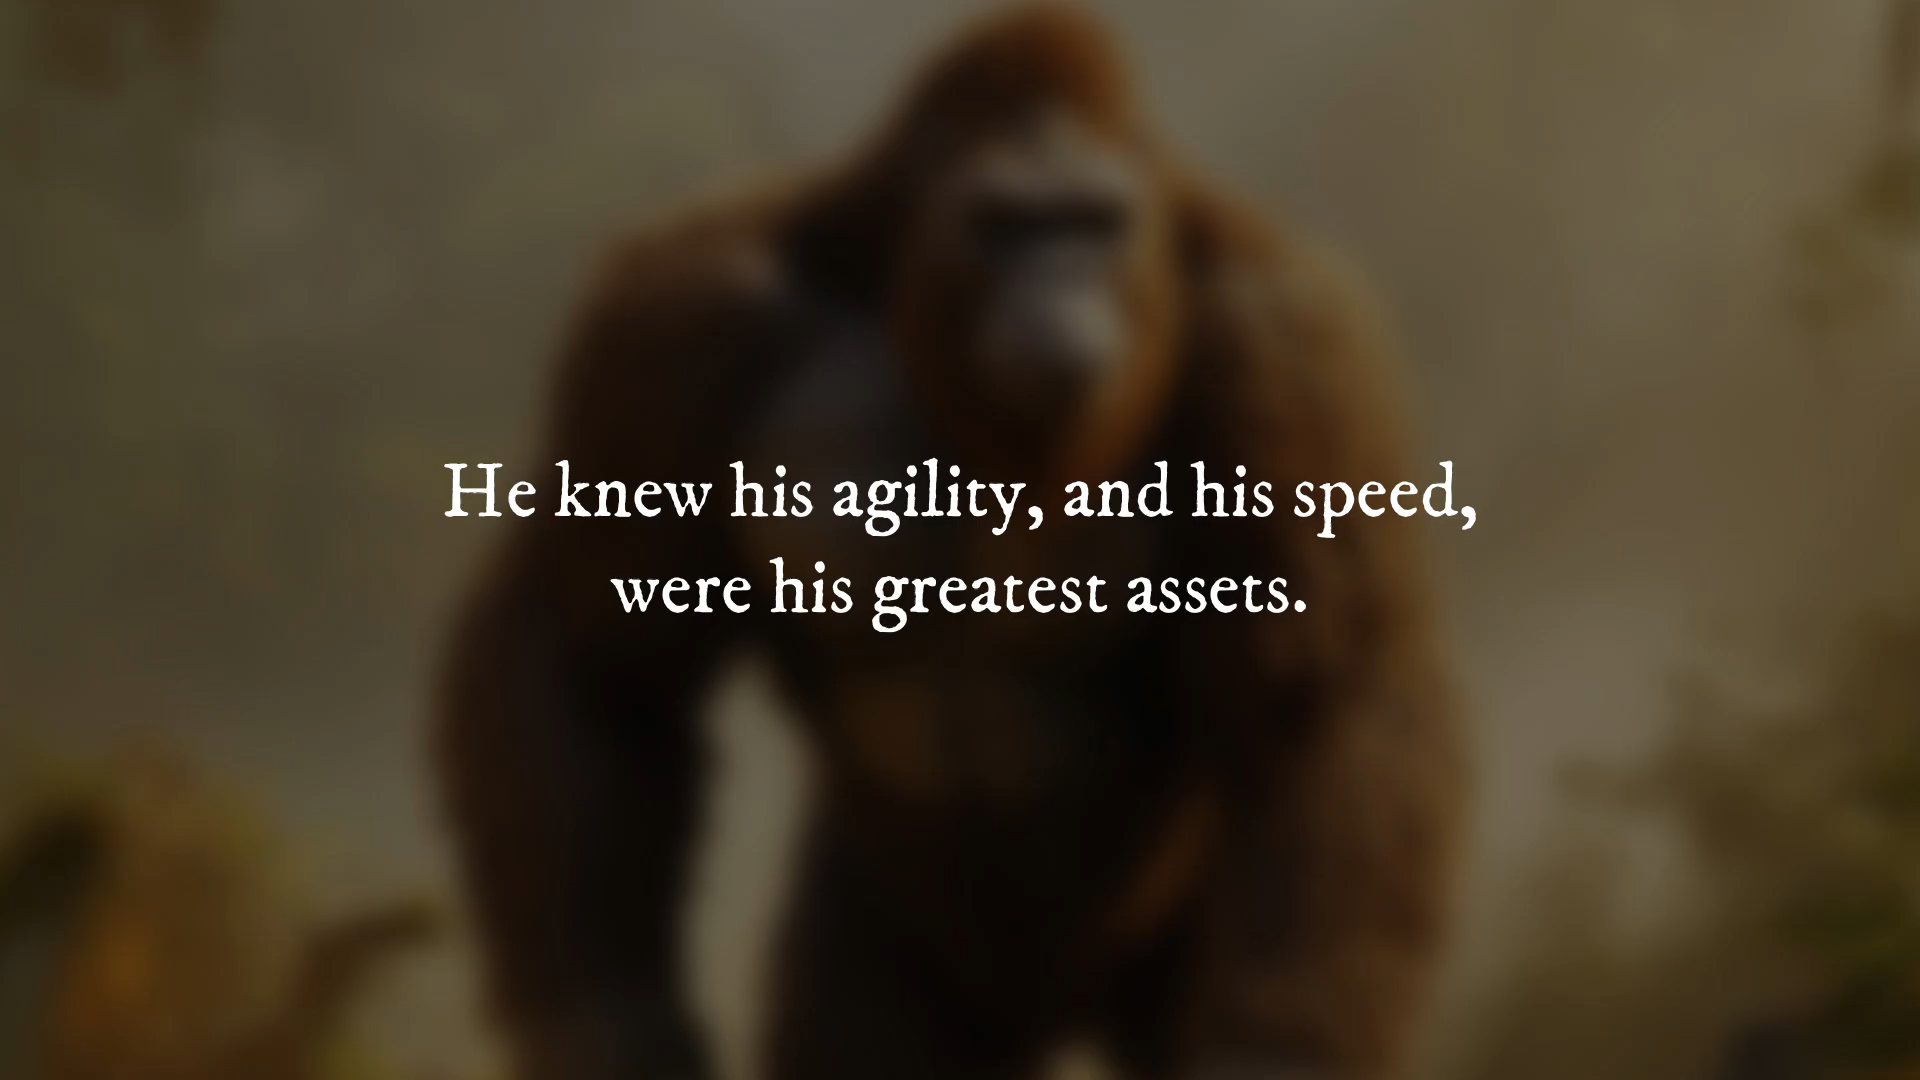 He knew his agility, and his speed,
were his greatest assets.